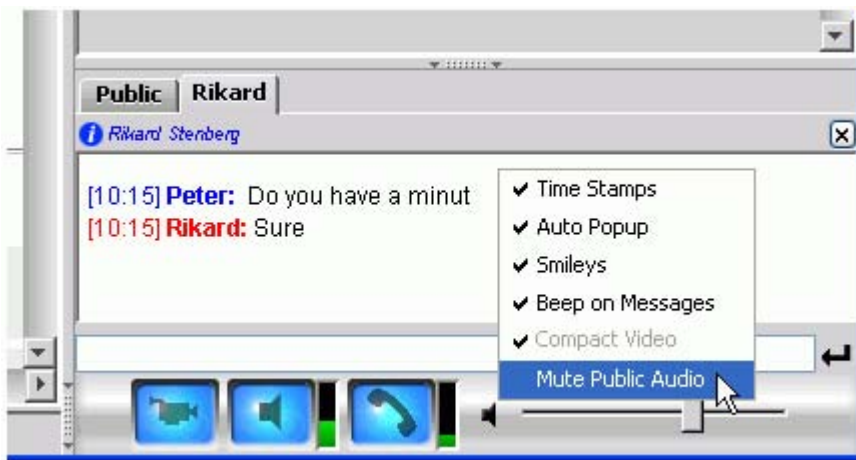 Public Rikard
Rikard Stenberg
[10:15] Peter: Do you have a minut
[10:15] Rikard: Sure
Time Stamps
Auto Popup
Smileys
Beep on Messages
Compact Video
Mute Public Audio